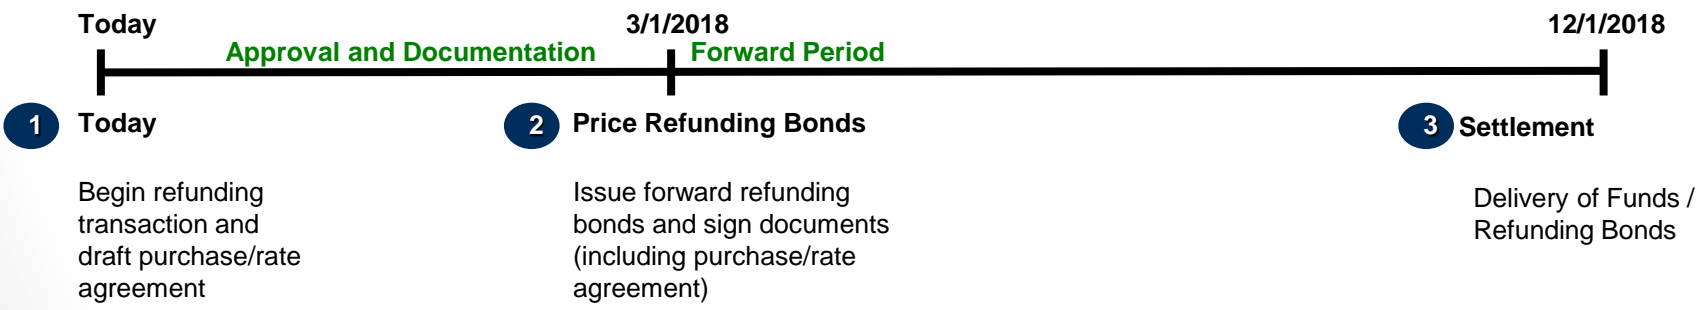 Today
3/1/2018
12/1/2018
Approval and Documentation
Forward Period
1 Today
2 Price Refunding Bonds
3 Settlement
Begin refunding
transaction and
draft purchase/rate
agreement
Issue forward refunding
bonds and sign documents
(including purchase/rate
agreement)
Delivery of Funds /
Refunding Bonds